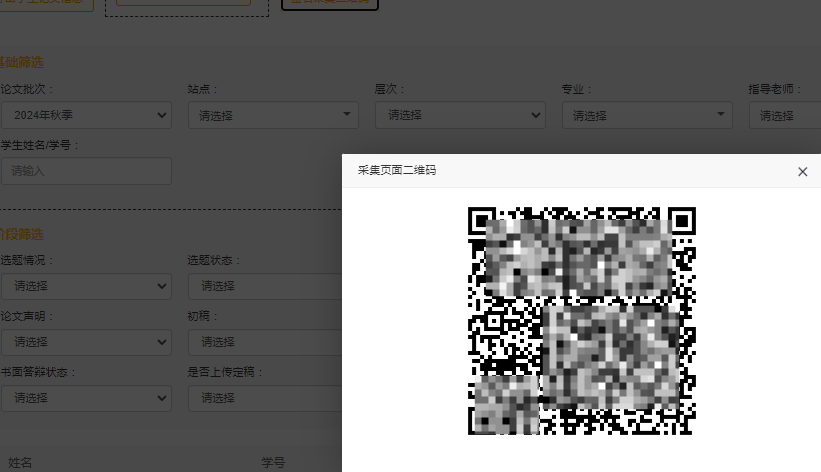 基础筛选
论文批次：
站点：
层次：
专业：
指导老师：
2024年秋季
请选择
请选择
请选择
请选择
学生姓名/学号：
请输入
采集页面二维码
阶段筛选
选题情况：
选题状态：
请选择
请选择
论文声明：
初稿：
请选择
请选择
书面答辩状态：
是否上传定稿：
请选择
请选择
姓名
学号